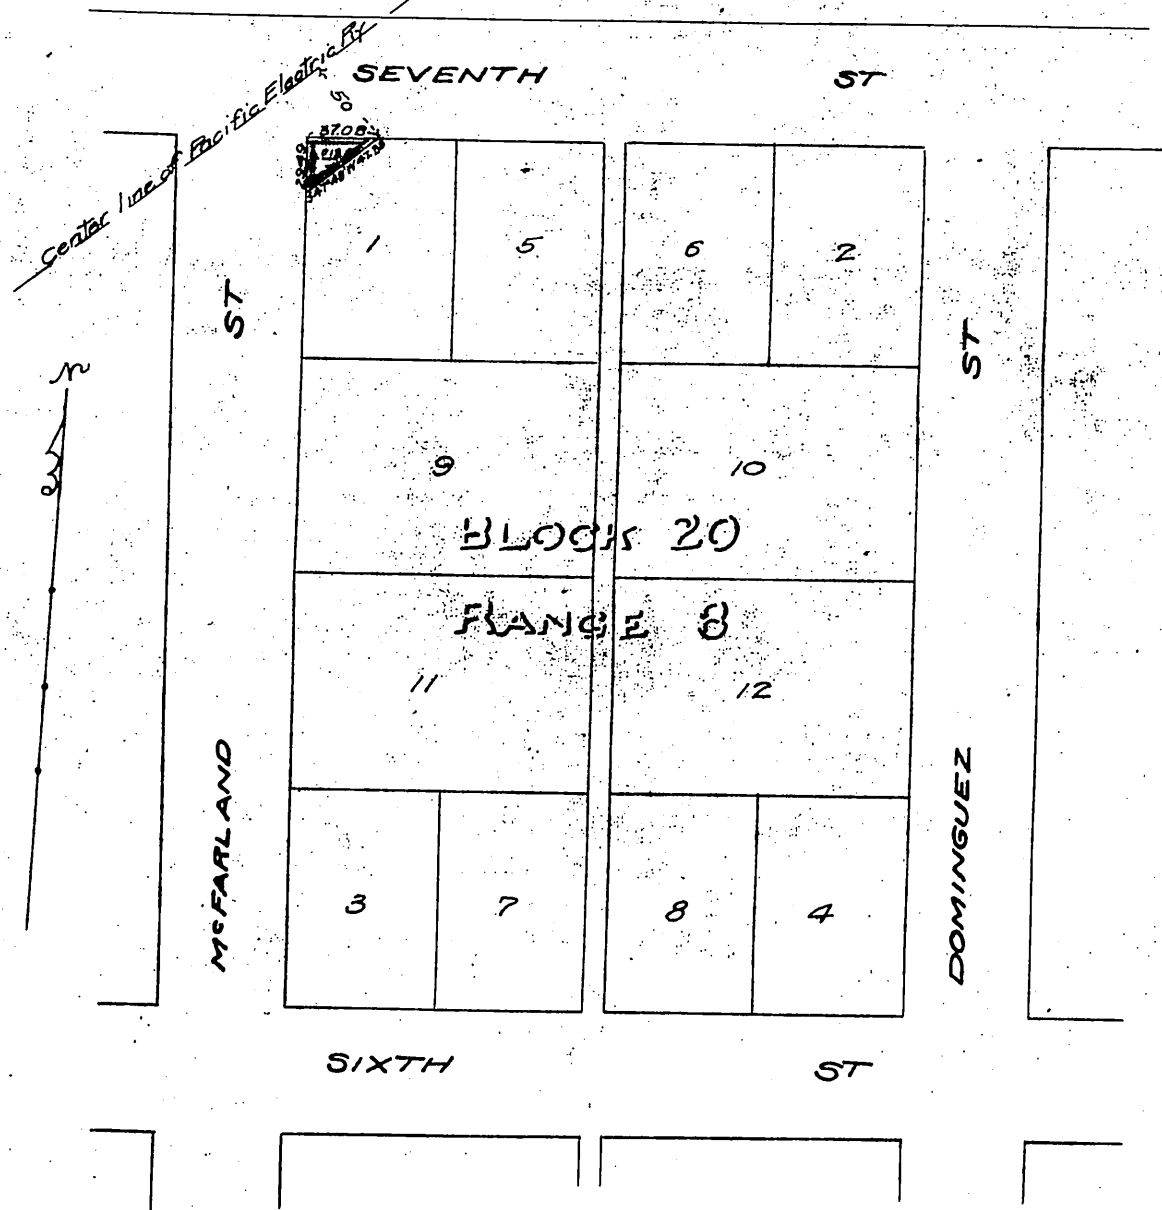 Center line of Pacific Electric Ry
SEVENTH ST
50
37.08
1
5
6
2
ST
ST
N
9
10
BLOCK 20
RANGE 8
11
12
McFARLAND
DOMINGUEZ
3
7
8
4
SIXTH ST